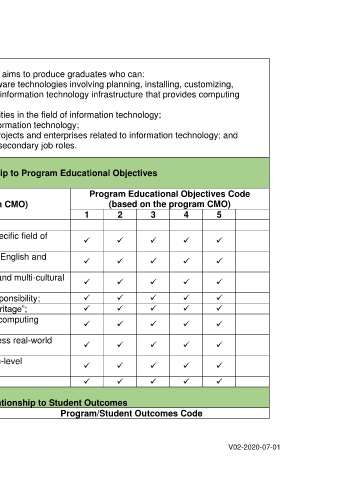 aims to produce graduates who can:
ware technologies involving planning, installing, customizing,
information technology infrastructure that provides computing
ities in the field of information technology;
ormation technology;
rojects and enterprises related to information technology; and
secondary job roles.
ip to Program Educational Objectives
Program Educational Objectives Code
m CMO) (based on the program CMO)
1 2 3 4 5
ecific field of
✓ ✓ ✓ ✓ ✓
English and
✓ ✓ ✓ ✓ ✓
and multi-cultural
✓ ✓ ✓ ✓ ✓
ponsibility; ✓ ✓ ✓ ✓ ✓
ritage”; ✓ ✓ ✓ ✓ ✓
computing
✓ ✓ ✓ ✓ ✓
ess real-world
✓ ✓ ✓ ✓ ✓
-level
✓ ✓ ✓ ✓ ✓
✓ ✓ ✓ ✓ ✓
ationship to Student Outcomes
Program/Student Outcomes Code
V02-2020-07-01